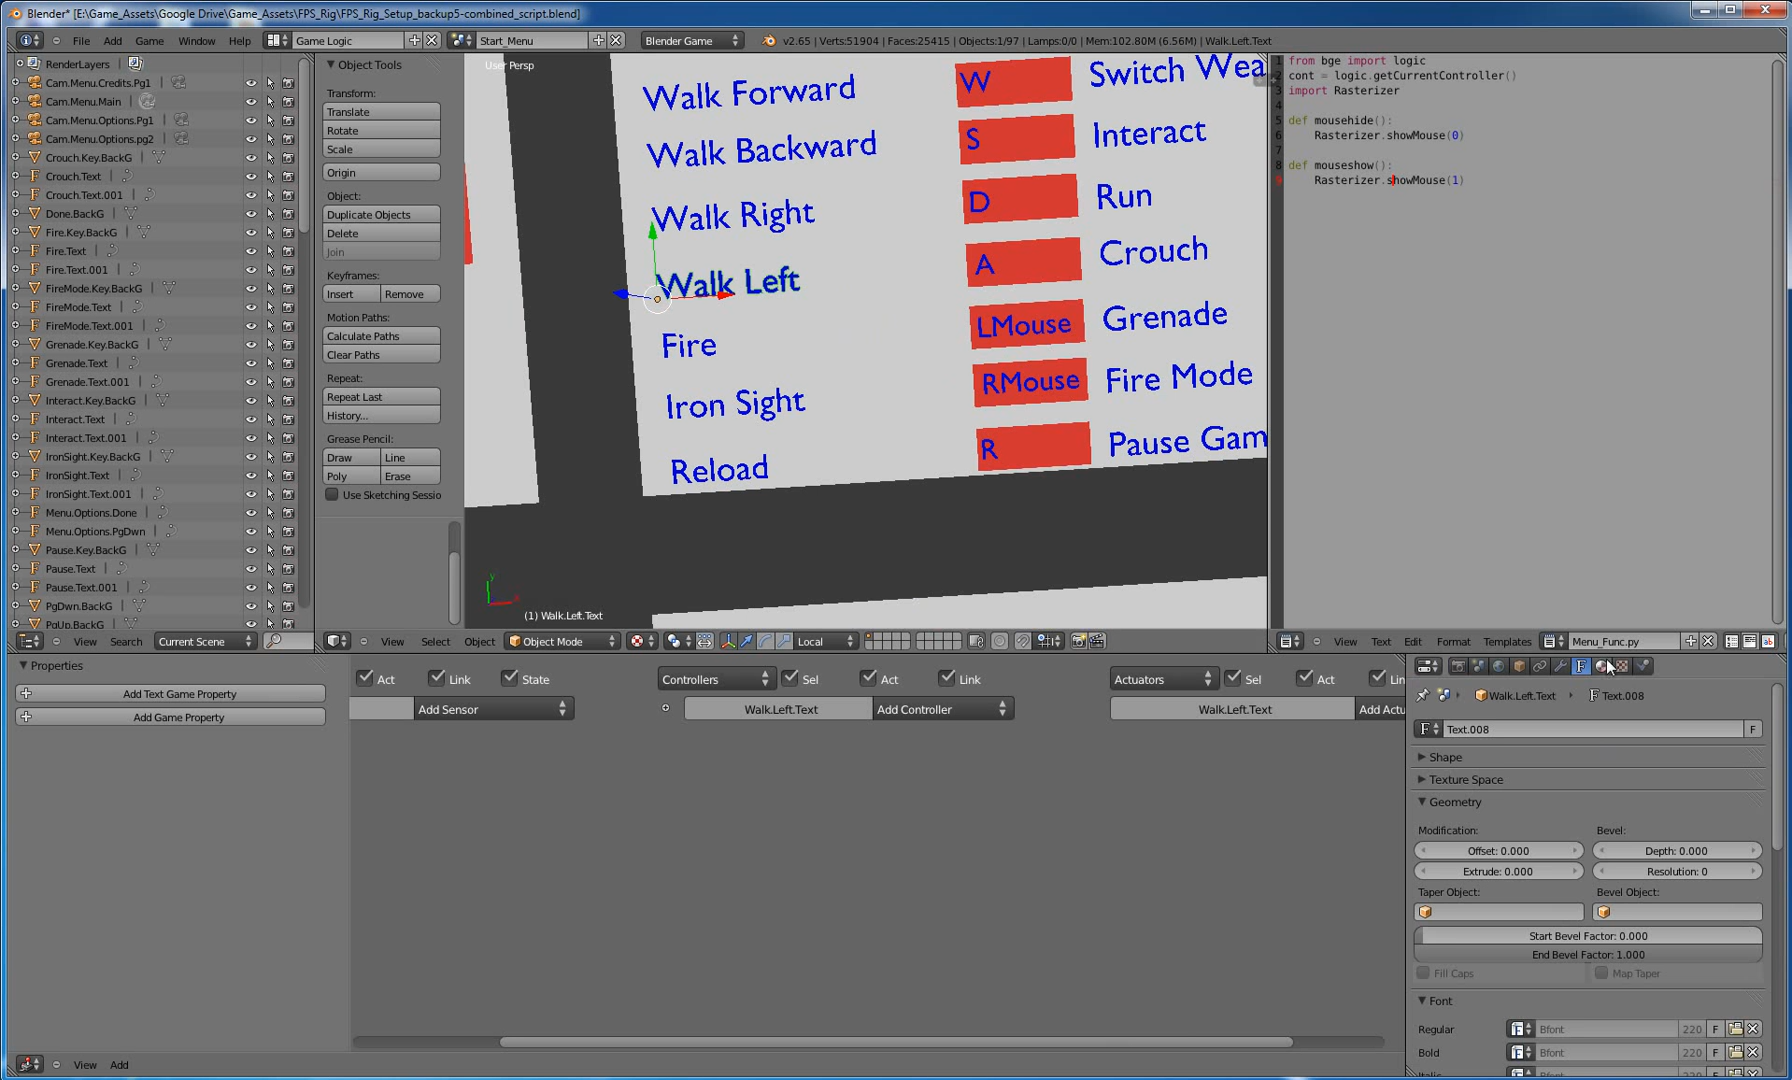 Blender* [E:\Game_Assets\Google Drive\Game_Assets\FPS_Rig\FPS_Rig_Setup_backup5-combined_script.blend]
File Add Game Window Help Game Logic Start_Menu Blender Game v2.65 | Verts:51904 | Faces:25415 | Objects:1/97 | Lamps:0/0 | Mem:102.80M (6.56M) | Walk.Left.Text
RenderLayers |
Cam.Menu.Credits.Pg1 |
Cam.Menu.Main |
Cam.Menu.Options.Pg1 |
Cam.Menu.Options.pg2 |
Crouch.Key.BackG |
Crouch.Text |
Crouch.Text.001 |
Done.BackG |
Fire.Key.BackG |
Fire.Text |
Fire.Text.001 |
FireMode.Key.BackG |
FireMode.Text |
FireMode.Text.001 |
Grenade.Key.BackG |
Grenade.Text |
Grenade.Text.001 |
Interact.Key.BackG |
Interact.Text |
Interact.Text.001 |
IronSight.Key.BackG |
IronSight.Text |
IronSight.Text.001 |
Menu.Options.Done |
Menu.Options.PgDwn |
Pause.Key.BackG |
Pause.Text |
Pause.Text.001 |
PgDwn.BackG |
PgUp.BackG |
View Search Current Scene
Object Tools
Transform:
Translate
Rotate
Scale
Origin
Object:
Duplicate Objects
Delete
Join
Keyframes:
Insert Remove
Motion Paths:
Calculate Paths
Clear Paths
Repeat:
Repeat Last
History...
Grease Pencil:
Draw Line
Poly Erase
Use Sketching Sessio
User Persp
Walk Forward W Switch Wea
Walk Backward S Interact
Walk Right D Run
Walk Left A Crouch
Fire LMouse Grenade
Iron Sight RMouse Fire Mode
Reload R Pause Gam
y
(1) Walk.Left.Text
View Select Object Object Mode Local
1 from bge import logic
2 cont = logic.getCurrentController()
3 import Rasterizer
4
5 def mousehide():
6 Rasterizer.showMouse(0)
7
8 def mouseshow():
9 Rasterizer.showMouse(1)
View Text Edit Format Templates Menu_Func.py
Properties
Add Text Game Property
Add Game Property
Act Link State Controllers Sel Act Link Actuators Sel Act Lin
Add Sensor Walk.Left.Text Add Controller Walk.Left.Text Add Actu
View Add
Walk.Left.Text Text.008
F Text.008 F
Shape
Texture Space
Geometry
Modification: Bevel:
Offset: 0.000 Depth: 0.000
Extrude: 0.000 Resolution: 0
Taper Object: Bevel Object:
Start Bevel Factor: 0.000
End Bevel Factor: 1.000
Fill Caps Map Taper
Font
Regular Bfont 220 F
Bold Bfont 220 F